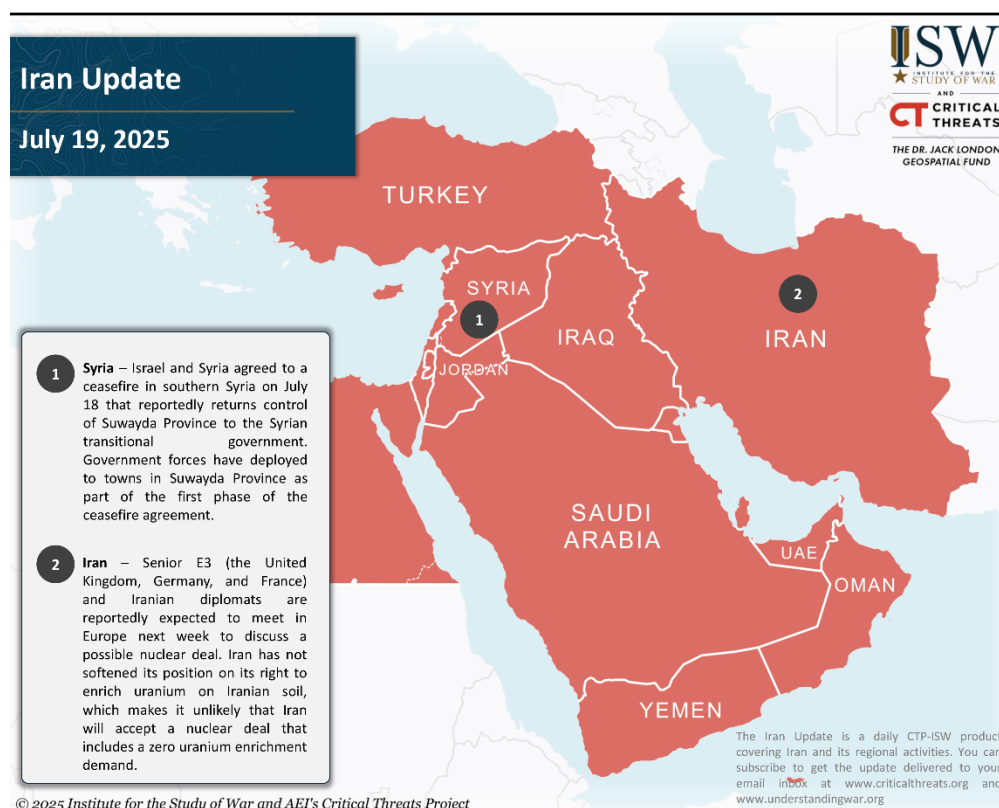 Iran Update
July 19, 2025
ISW
INSTITUTE FOR THE
STUDY OF WAR
AND
CT CRITICAL
THREATS
THE DR. JACK LONDON
GEOSPATIAL FUND
TURKEY
SYRIA
1
IRAQ
2
IRAN
JORDAN
SAUDI
ARABIA
UAE
OMAN
YEMEN
1
Syria – Israel and Syria agreed to a
ceasefire in southern Syria on July
18 that reportedly returns control
of Suwayda Province to the Syrian
transitional government.
Government forces have deployed
to towns in Suwayda Province as
part of the first phase of the
ceasefire agreement.
2
Iran – Senior E3 (the United
Kingdom, Germany, and France)
and Iranian diplomats are
reportedly expected to meet in
Europe next week to discuss a
possible nuclear deal. Iran has not
softened its position on its right to
enrich uranium on Iranian soil,
which makes it unlikely that Iran
will accept a nuclear deal that
includes a zero uranium enrichment
demand.
The Iran Update is a daily CTP-ISW product
covering Iran and its regional activities. You can
subscribe to get the update delivered to your
email inbox at www.criticalthreats.org and
www.understandingwar.org
© 2025 Institute for the Study of War and AEI's Critical Threats Project